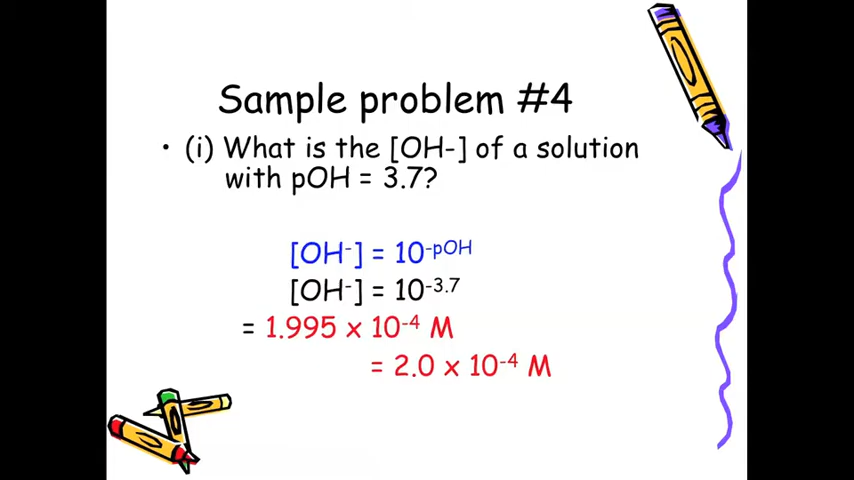 Sample problem #4
• (i) What is the [OH-] of a solution
with pOH = 3.7?
[OH⁻] = 10⁻ᵖᴼᴴ
[OH⁻] = 10⁻³·⁷
= 1.995 x 10⁻⁴ M
= 2.0 x 10⁻⁴ M